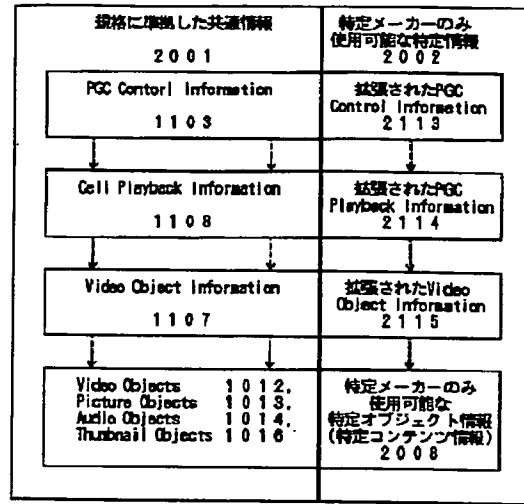 規格に準拠した共通情報
2001
特定メーカーのみ
使用可能な特定情報
2002
PGC Contorl Information
1103
拡張されたPGC
Control Information
2113
Cell Playback Information
1108
拡張されたPGC
Playback Information
2114
Video Object Information
1107
拡張されたVideo
Object Information
2115
Video Objects 1012,
Picture Objects 1013,
Audio Objects 1014,
Thumbnail Objects 1016
特定メーカーのみ
使用可能な
特定オブジェクト情報
(特定コンテンツ情報)
2008